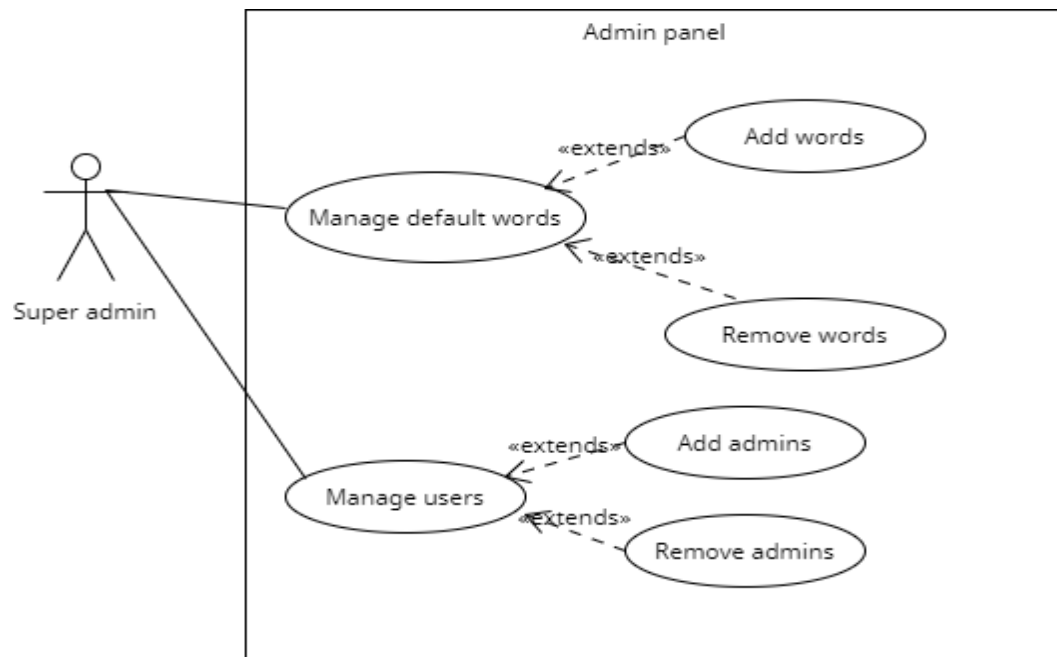 Admin panel
Add words
«extends»
Manage default words
«extends»
Super admin
Remove words
Add admins
«extends»
Manage users
«extends»
Remove admins